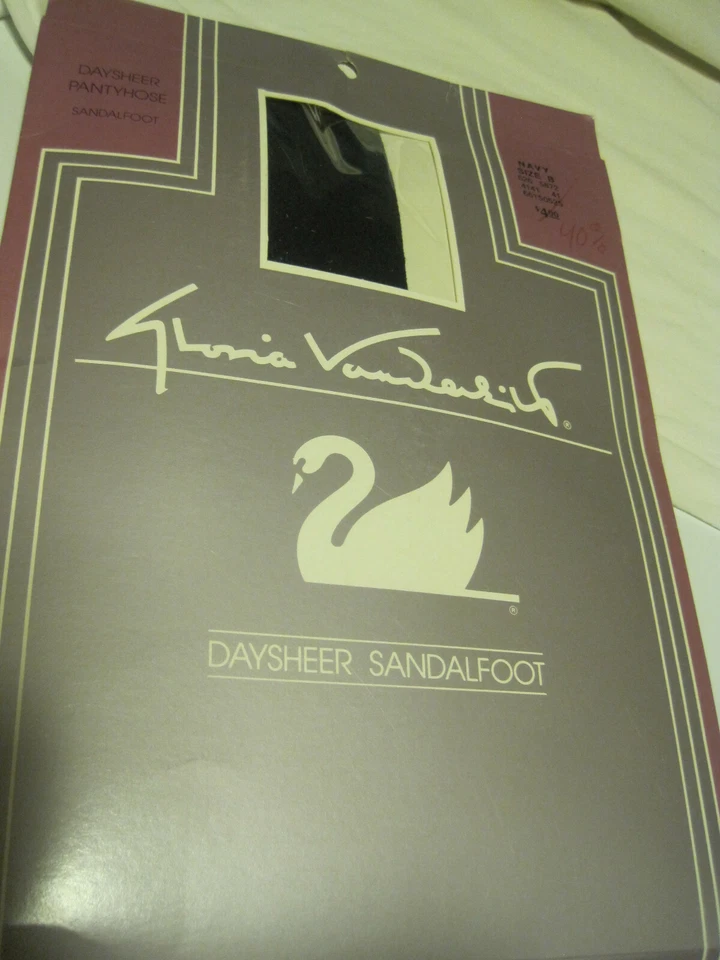 DAYSHEER
PANTYHOSE
SANDALFOOT
NAVY
SIZE B
40%
Gloria Vanderbilt ®
®
DAYSHEER SANDALFOOT